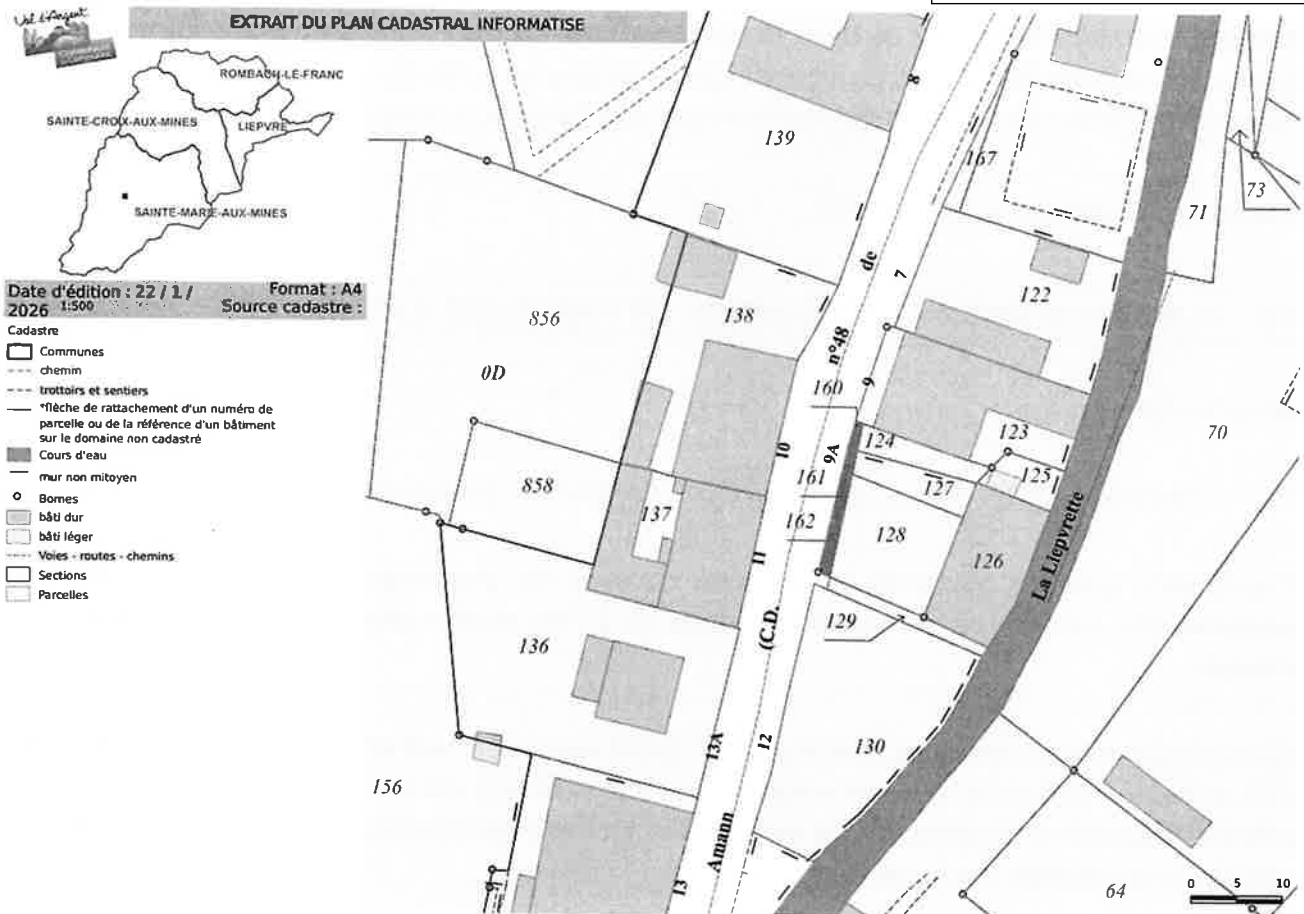 Val d'Argent
EXTRAIT DU PLAN CADASTRAL INFORMATISE
ROMBACH-LE-FRANC
SAINTE-CROIX-AUX-MINES
LIEPVRE
SAINTE-MARIE-AUX-MINES
Date d'édition : 22 / 1 /
2026 1:500
Format : A4
Source cadastre :
Cadastre
Communes
chemin
trottoirs et sentiers
*flèche de rattachement d'un numéro de
parcelle ou de la référence d'un bâtiment
sur le domaine non cadastré
Cours d'eau
mur non mitoyen
Bornes
bâti dur
bâti léger
Voies - routes - chemins
Sections
Parcelles
8
139
167
71
73
de
7
122
856
138
0D
n°48
160
9
70
123
124
10
9A
125
161
127
858
137
162
128
126
La Liepvrette
11
129
(C.D.
136
12
13A
130
156
Amann
13
64
0 5 10